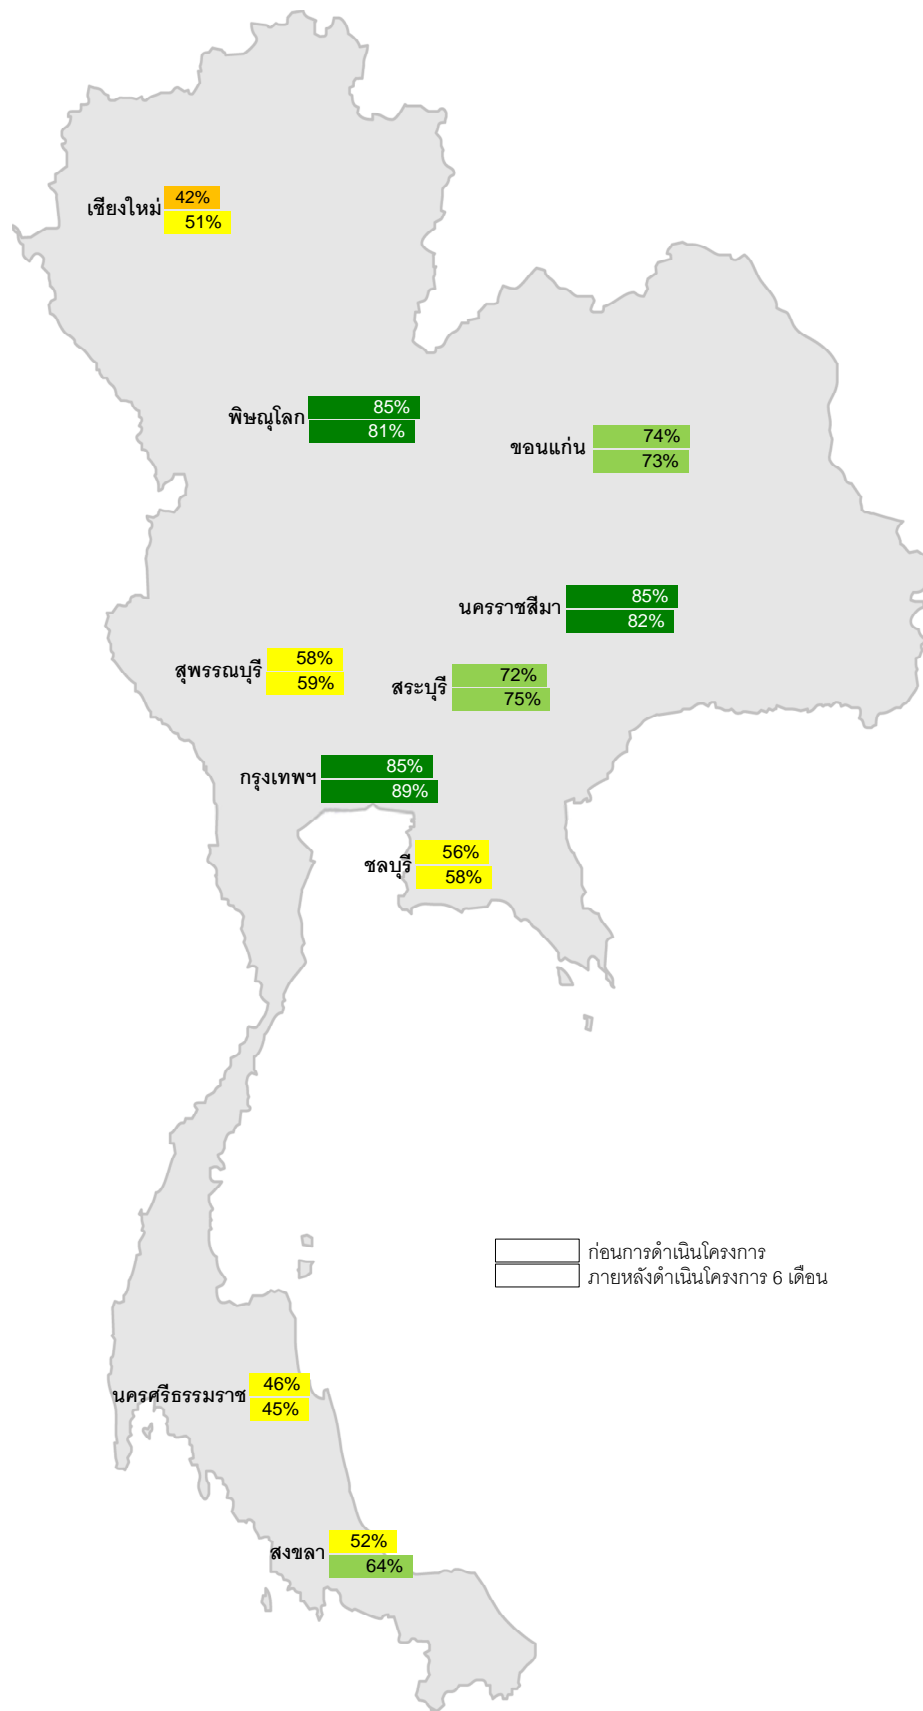 เชียงใหม่
42%
51%
พิษณุโลก
85%
81%
ขอนแก่น
74%
73%
นครราชสีมา
85%
82%
สุพรรณบุรี
58%
59%
สระบุรี
72%
75%
กรุงเทพฯ
85%
89%
ชลบุรี
56%
58%
ก่อนการดำเนินโครงการ
ภายหลังดำเนินโครงการ 6 เดือน
นครศรีธรรมราช
46%
45%
สงขลา
52%
64%